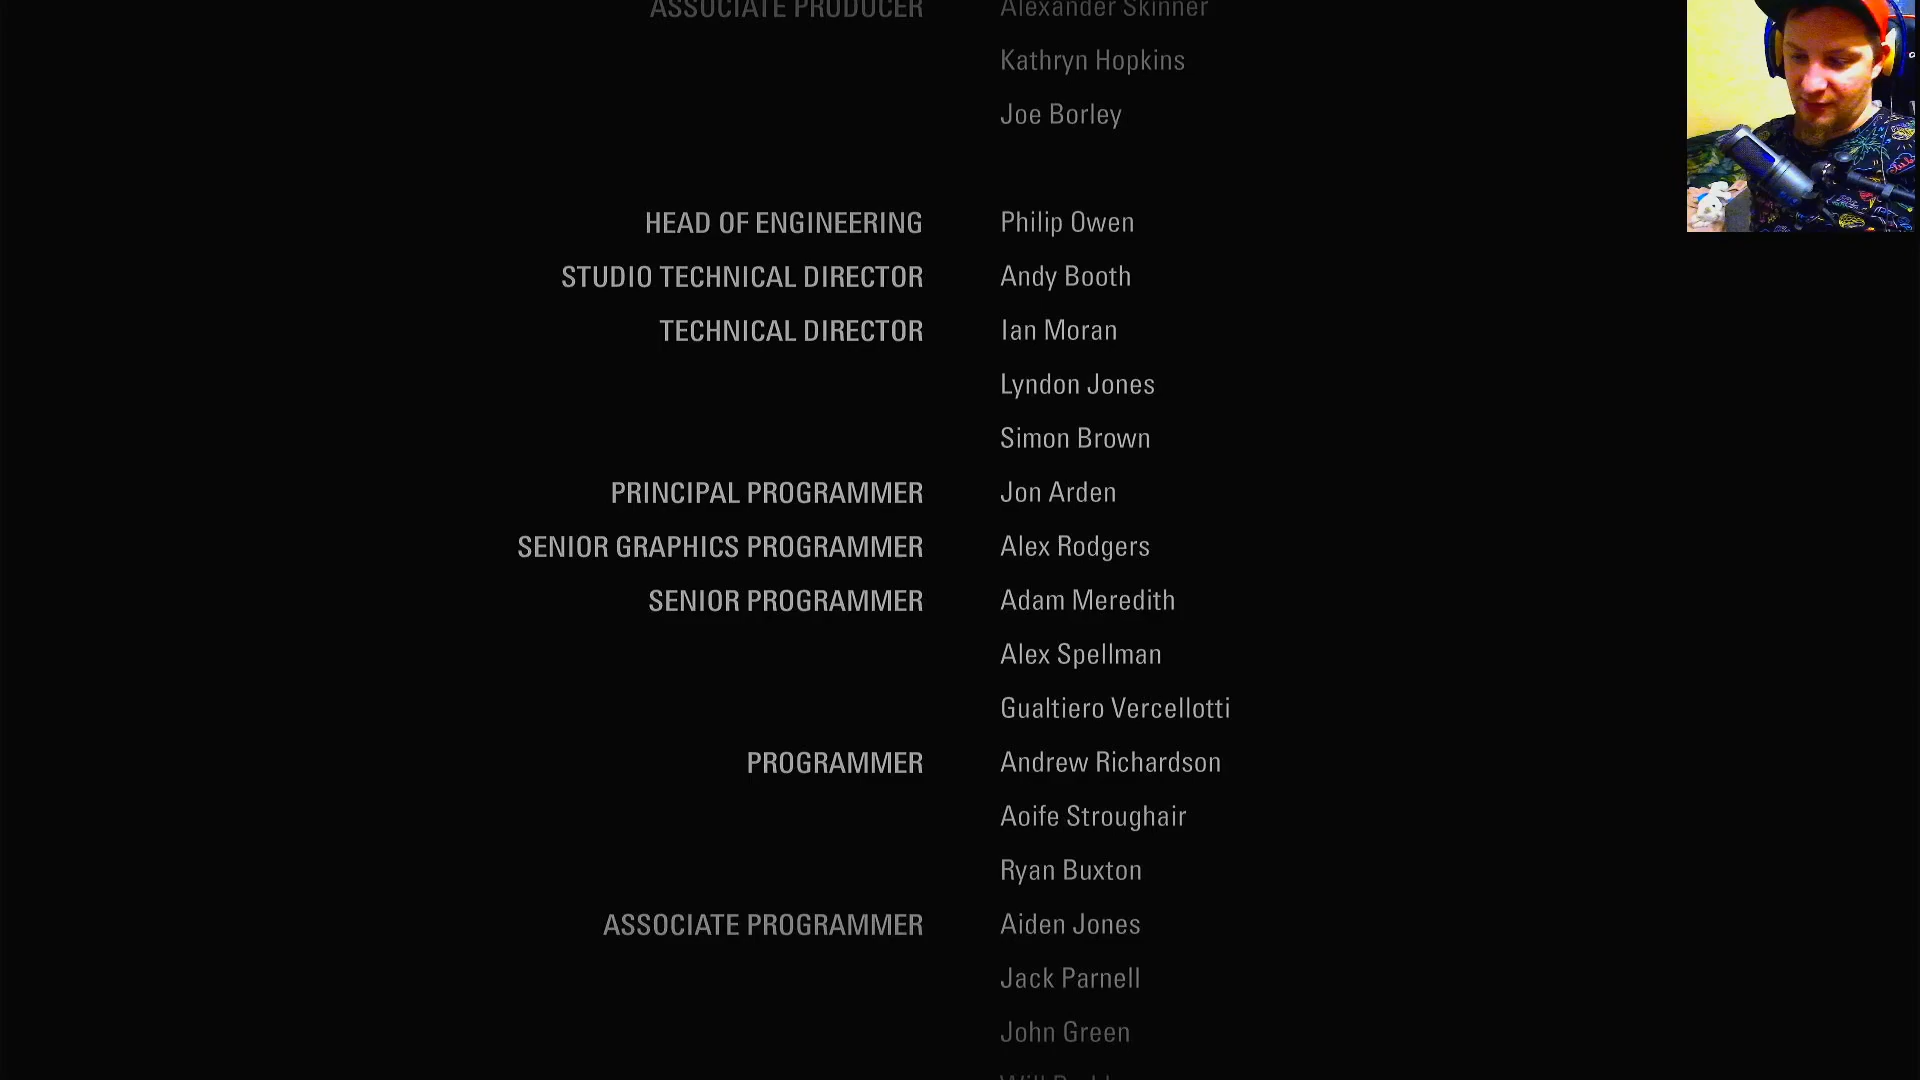 ASSOCIATE PRODUCER Alexander Skinner
Kathryn Hopkins
Joe Borley
HEAD OF ENGINEERING Philip Owen
STUDIO TECHNICAL DIRECTOR Andy Booth
TECHNICAL DIRECTOR Ian Moran
Lyndon Jones
Simon Brown
PRINCIPAL PROGRAMMER Jon Arden
SENIOR GRAPHICS PROGRAMMER Alex Rodgers
SENIOR PROGRAMMER Adam Meredith
Alex Spellman
Gualtiero Vercellotti
PROGRAMMER Andrew Richardson
Aoife Stroughair
Ryan Buxton
ASSOCIATE PROGRAMMER Aiden Jones
Jack Parnell
John Green
Will